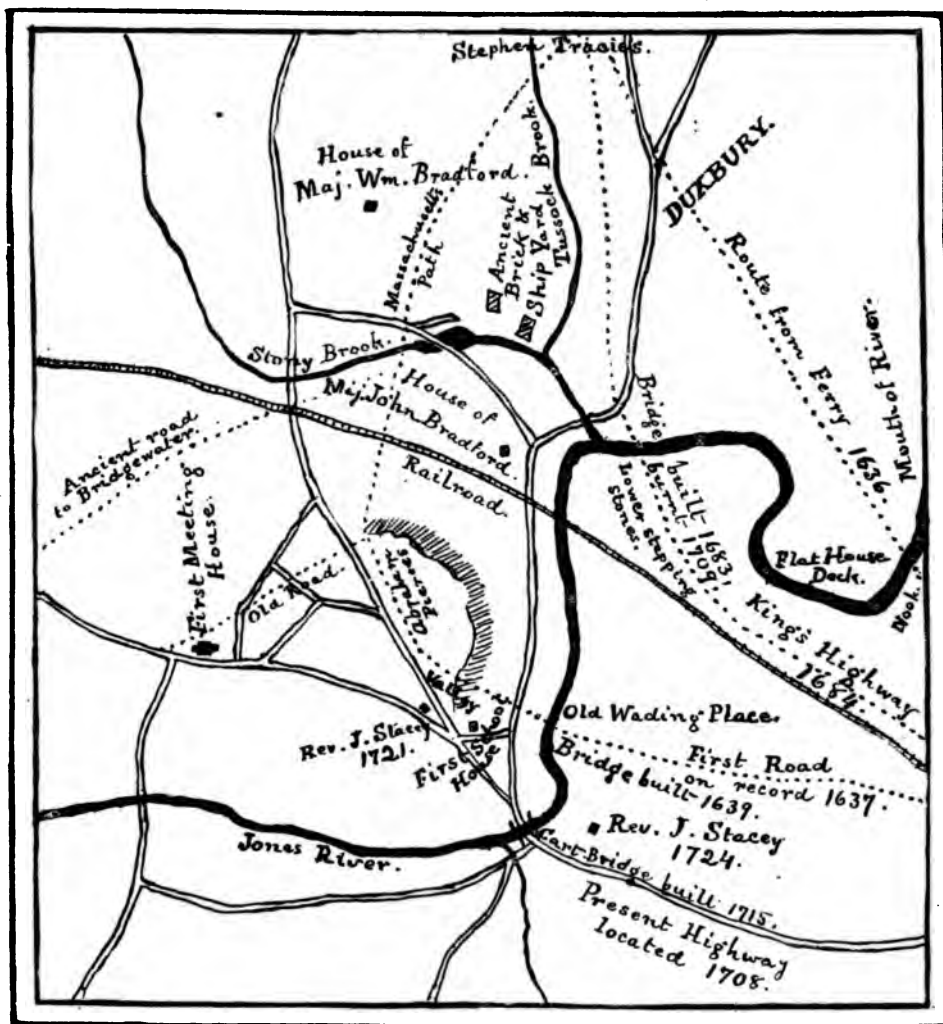 Stephen Tracies.
House of
Maj. Wm. Bradford.
Massachusetts
Path
Ancient
Brick &
Ship Yard
Tussock Brook.
DUXBURY.
Route from Ferry 1636.
Mouth of River.
Stony Brook.
House of
Maj. John Bradford.
Railroad.
Ancient road
to Bridgewater.
First Meeting
House.
Old Road
Abraham
Peirce
Bridge built 1683,
burnt 1709
Lower stepping
stones.
Flat House
Dock.
Nook.
King's Highway
1684.
Valley
Rev. J. Stacey
1721.
First School
House
Old Wading Place.
First Road
on record 1637.
Bridge built 1639.
Rev. J. Stacey
1724.
Jones River.
Cart Bridge built 1715.
Present Highway
located 1708.